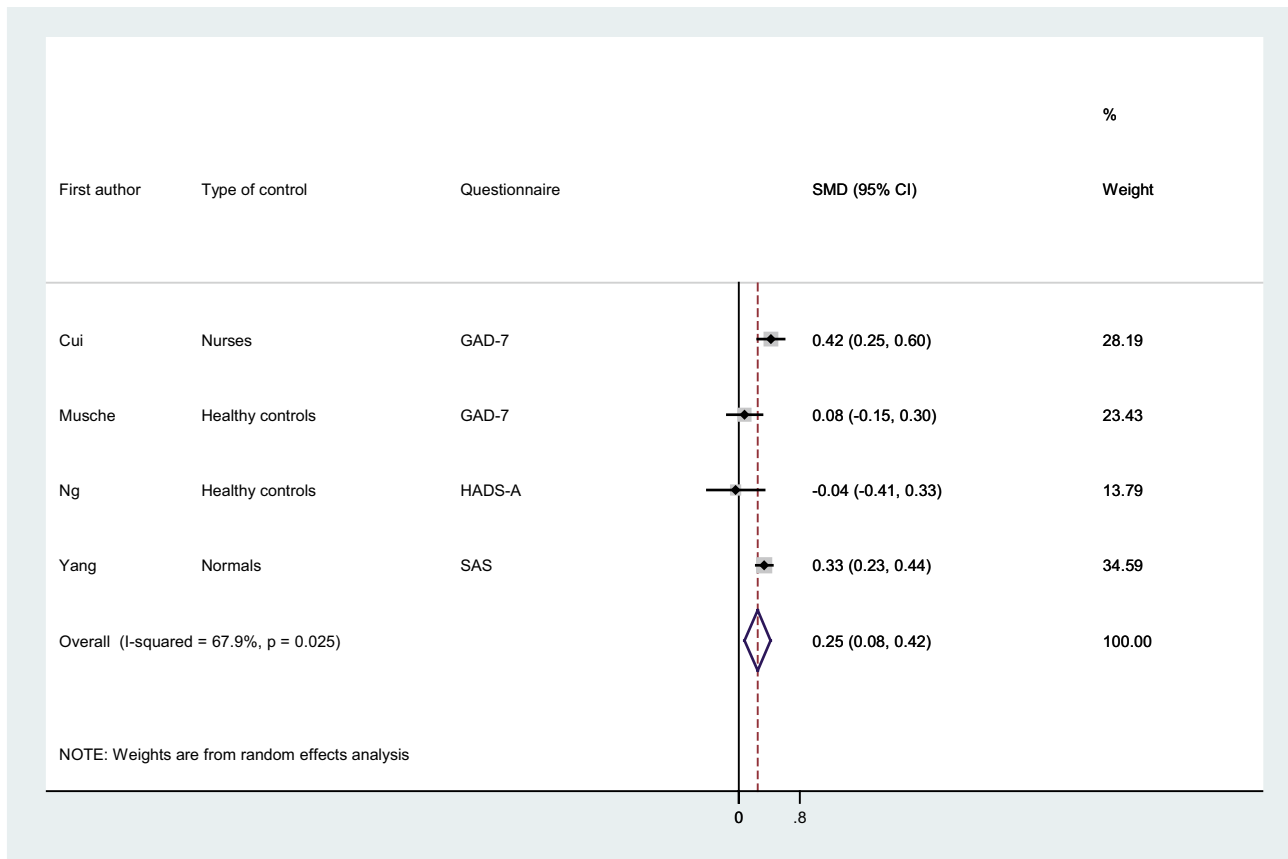 %
First author Type of control Questionnaire SMD (95% CI) Weight
Cui Nurses GAD-7 0.42 (0.25, 0.60) 28.19
Musche Healthy controls GAD-7 0.08 (-0.15, 0.30) 23.43
Ng Healthy controls HADS-A -0.04 (-0.41, 0.33) 13.79
Yang Normals SAS 0.33 (0.23, 0.44) 34.59
Overall (I-squared = 67.9%, p = 0.025) 0.25 (0.08, 0.42) 100.00
NOTE: Weights are from random effects analysis
0 .8